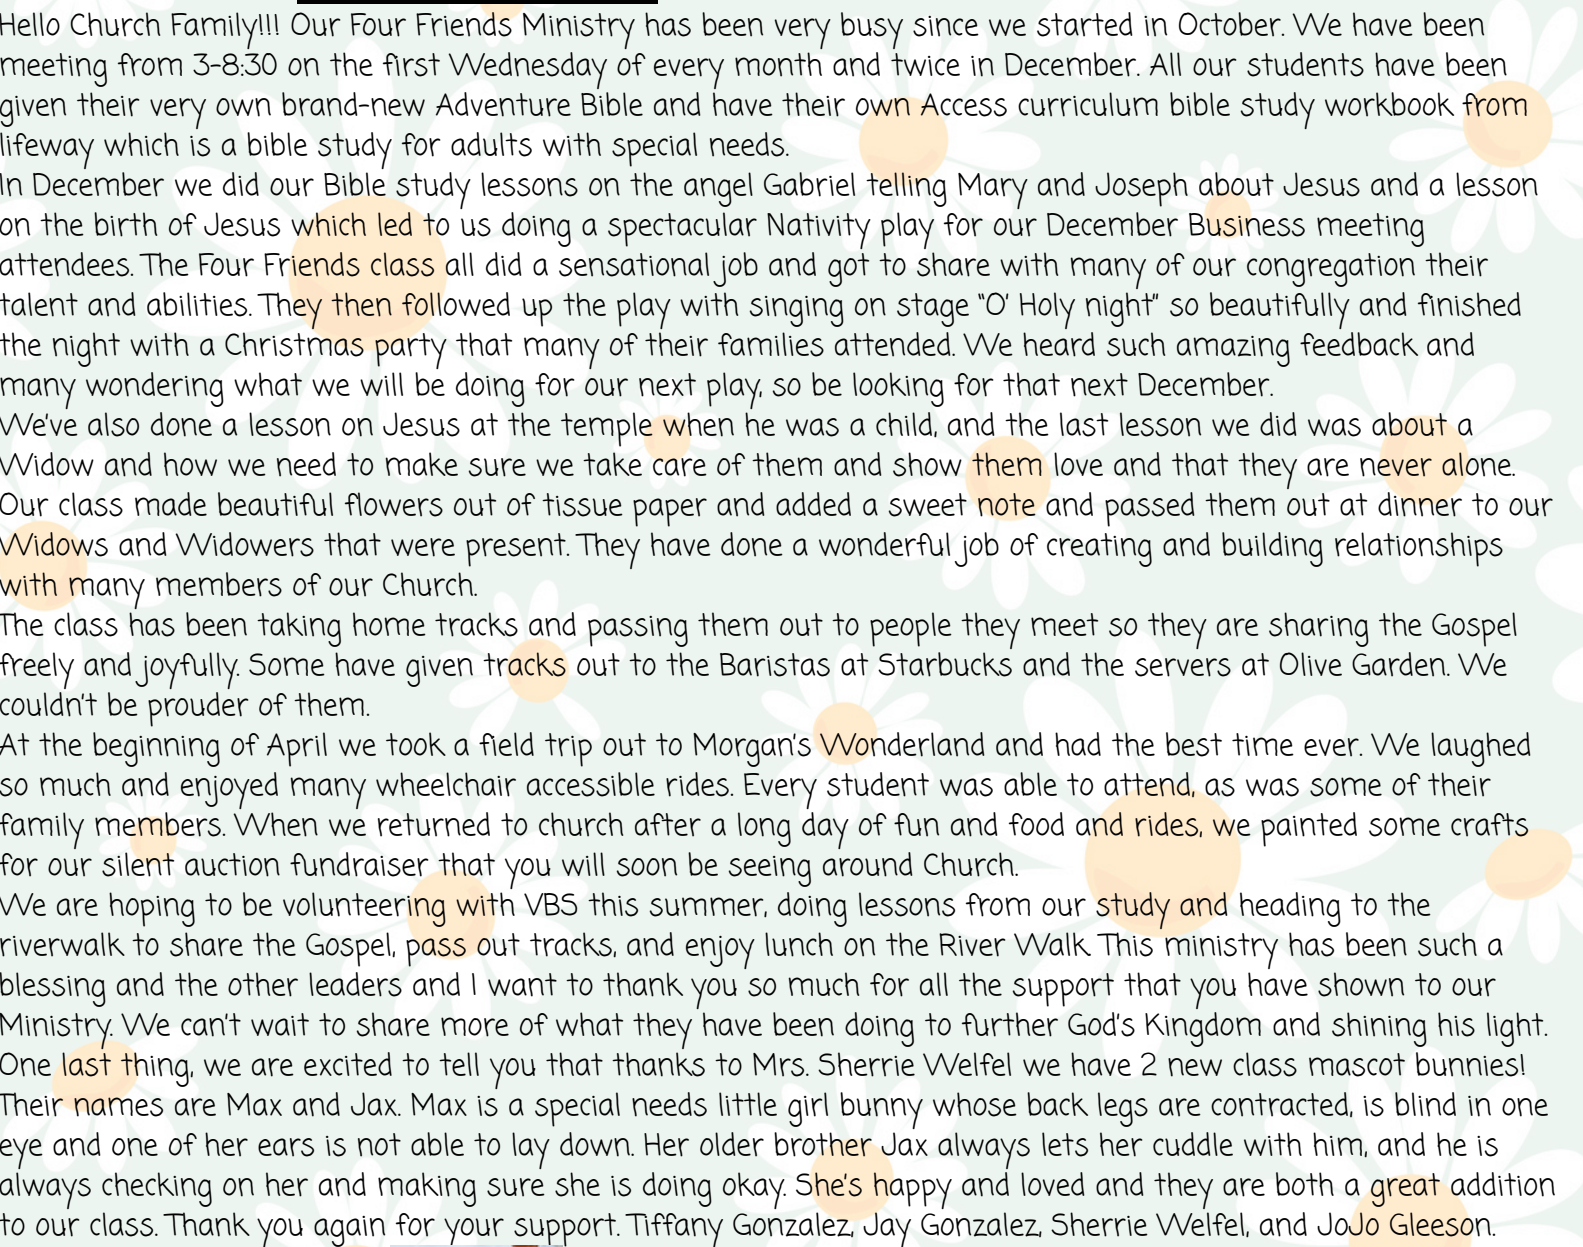 Hello Church Family!!! Our Four Friends Ministry has been very busy since we started in October. We have been
meeting from 3-8:30 on the first Wednesday of every month and twice in December. All our students have been
given their very own brand-new Adventure Bible and have their own Access curriculum bible study workbook from
lifeway which is a bible study for adults with special needs.
In December we did our Bible study lessons on the angel Gabriel telling Mary and Joseph about Jesus and a lesson
on the birth of Jesus which led to us doing a spectacular Nativity play for our December Business meeting
attendees. The Four Friends class all did a sensational job and got to share with many of our congregation their
talent and abilities. They then followed up the play with singing on stage "O' Holy night" so beautifully and finished
the night with a Christmas party that many of their families attended. We heard such amazing feedback and
many wondering what we will be doing for our next play, so be looking for that next December.
We've also done a lesson on Jesus at the temple when he was a child, and the last lesson we did was about a
Widow and how we need to make sure we take care of them and show them love and that they are never alone.
Our class made beautiful flowers out of tissue paper and added a sweet note and passed them out at dinner to our
Widows and Widowers that were present. They have done a wonderful job of creating and building relationships
with many members of our Church.
The class has been taking home tracks and passing them out to people they meet so they are sharing the Gospel
freely and joyfully. Some have given tracks out to the Baristas at Starbucks and the servers at Olive Garden. We
couldn't be prouder of them.
At the beginning of April we took a field trip out to Morgan's Wonderland and had the best time ever. We laughed
so much and enjoyed many wheelchair accessible rides. Every student was able to attend, as was some of their
family members. When we returned to church after a long day of fun and food and rides, we painted some crafts
for our silent auction fundraiser that you will soon be seeing around Church.
We are hoping to be volunteering with VBS this summer, doing lessons from our study and heading to the
riverwalk to share the Gospel, pass out tracks, and enjoy lunch on the River Walk. This ministry has been such a
blessing and the other leaders and I want to thank you so much for all the support that you have shown to our
Ministry. We can't wait to share more of what they have been doing to further God's Kingdom and shining his light.
One last thing, we are excited to tell you that thanks to Mrs. Sherrie Welfel we have 2 new class mascot bunnies!
Their names are Max and Jax. Max is a special needs little girl bunny whose back legs are contracted, is blind in one
eye and one of her ears is not able to lay down. Her older brother Jax always lets her cuddle with him, and he is
always checking on her and making sure she is doing okay. She's happy and loved and they are both a great addition
to our class. Thank you again for your support. Tiffany Gonzalez, Jay Gonzalez, Sherrie Welfel, and JoJo Gleeson.